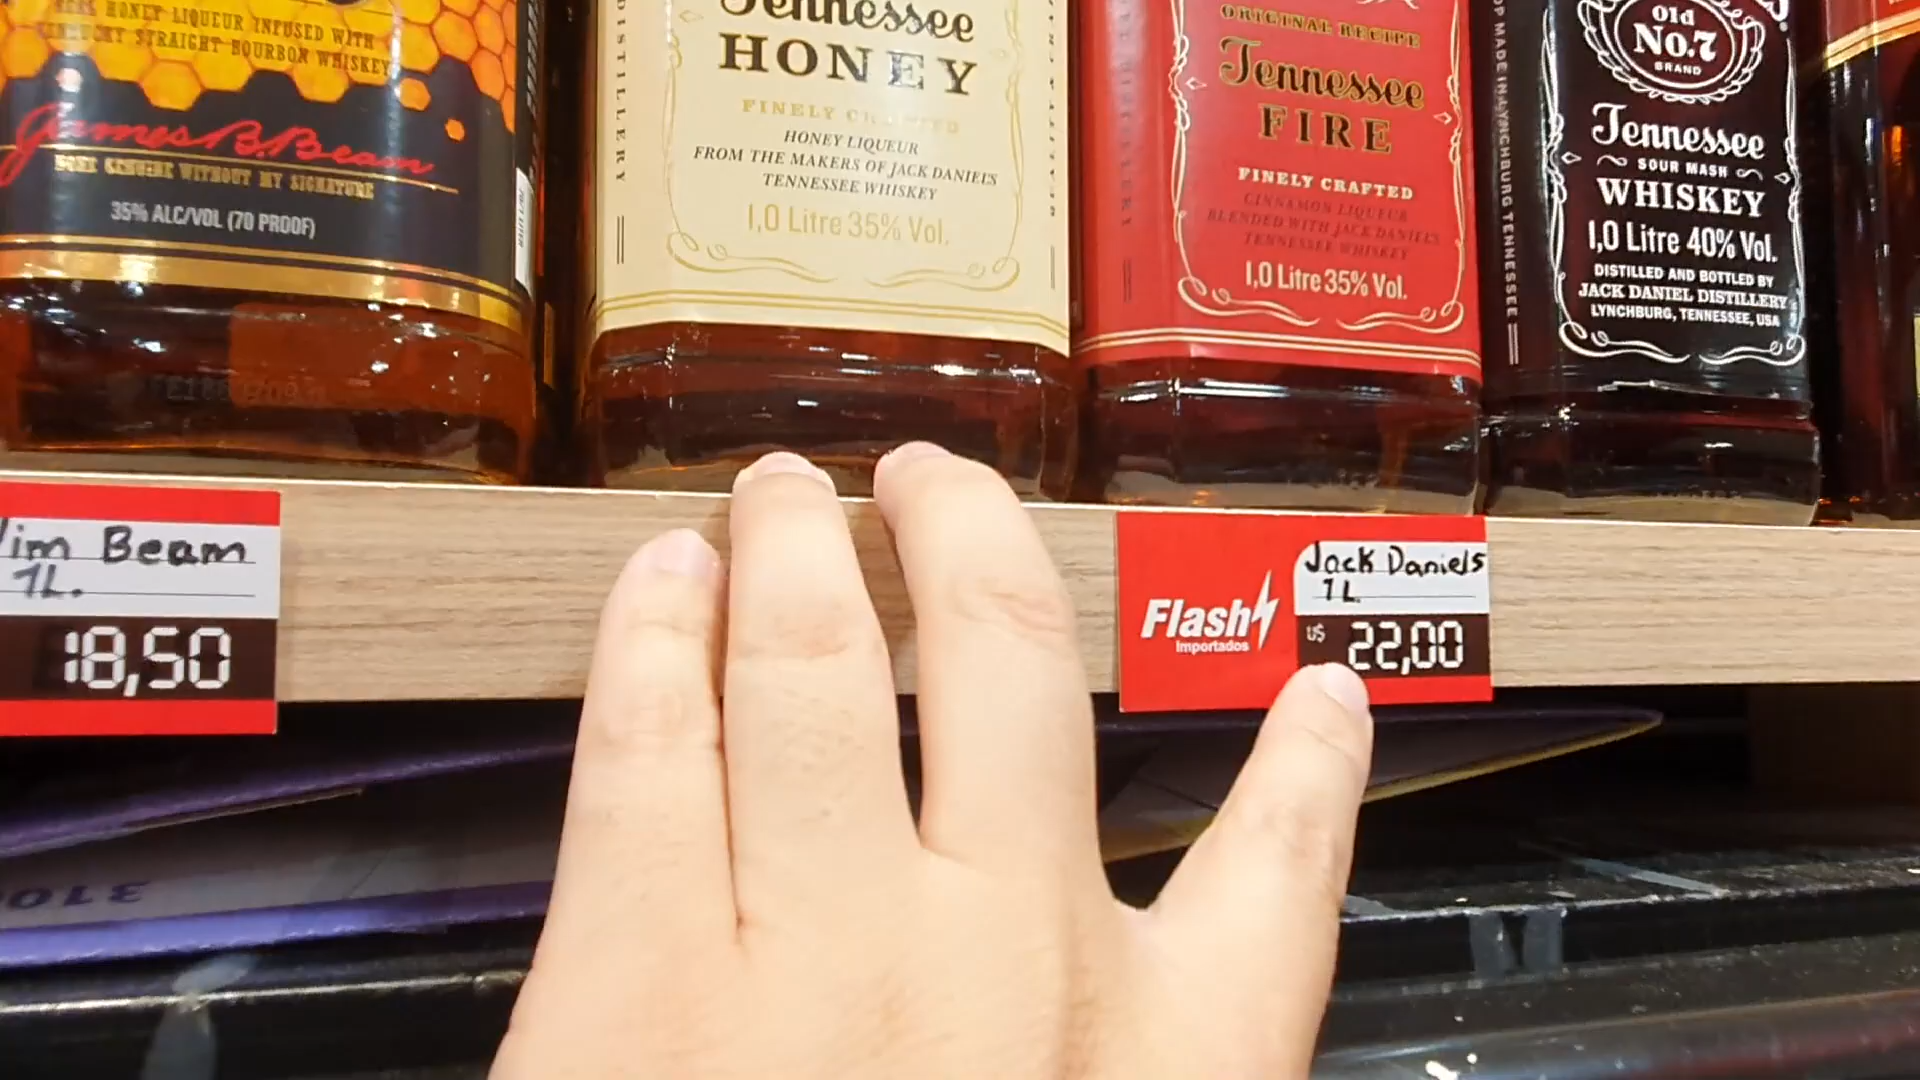 REAL HONEY LIQUEUR INFUSED WITH
KENTUCKY STRAIGHT BOURBON WHISKEY
James B. Beam
NONE GENUINE WITHOUT MY SIGNATURE
35% ALC/VOL (70 PROOF)
DISTILLERY
Tennessee
HONEY
FINELY CRAFTED
HONEY LIQUEUR
FROM THE MAKERS OF JACK DANIEL'S
TENNESSEE WHISKEY
1,0 Litre 35% Vol.
ORIGINAL RECIPE
Tennessee
FIRE
FINELY CRAFTED
CINNAMON LIQUEUR
BLENDED WITH JACK DANIEL'S
TENNESSEE WHISKEY
1,0 Litre 35% Vol.
MADE IN LYNCHBURG TENNESSEE
Old
No.7
BRAND
Tennessee
SOUR MASH
WHISKEY
1,0 Litre 40% Vol.
DISTILLED AND BOTTLED BY
JACK DANIEL DISTILLERY
LYNCHBURG, TENNESSEE, USA
Jim Beam
1L.
18,50
Flash
Importados
Jack Daniels
1L
U$ 22,00